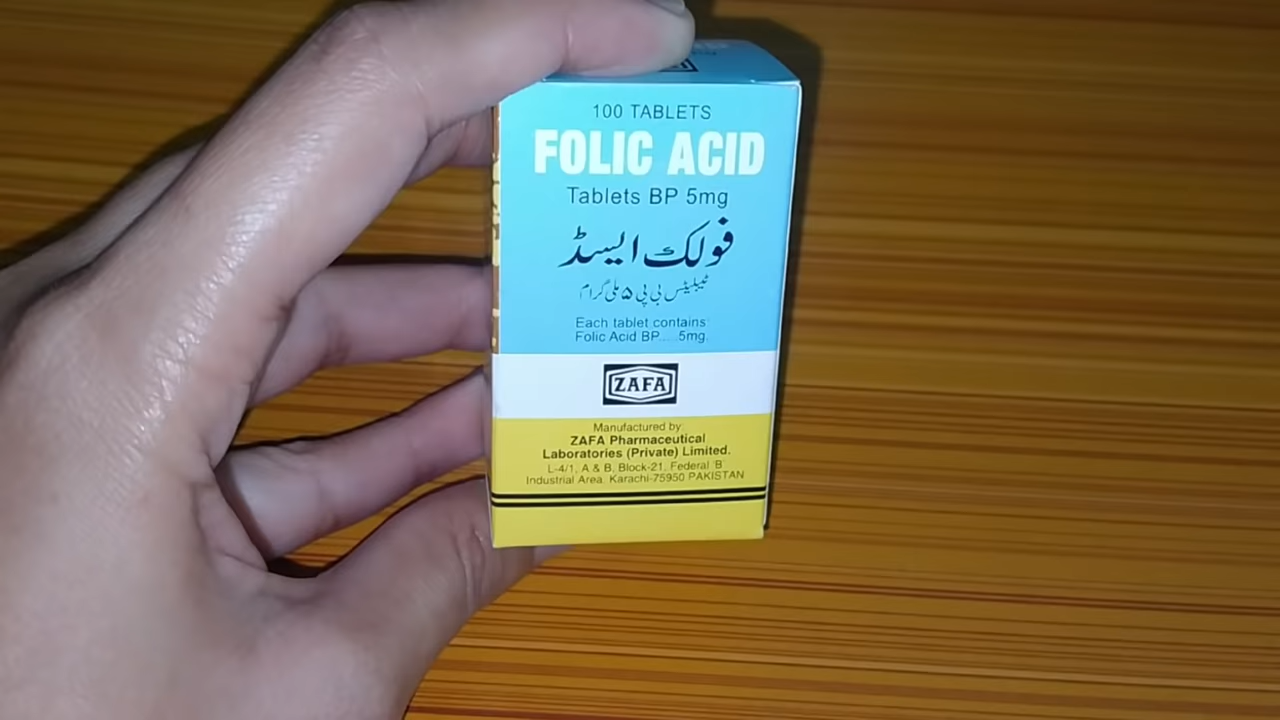 100 TABLETS
FOLIC ACID
Tablets BP 5mg
فولک ایسڈ
ٹیبلیٹس بی پی ۵ ملی گرام
Each tablet contains:
Folic Acid BP....5mg.
ZAFA
Manufactured by:
ZAFA Pharmaceutical
Laboratories (Private) Limited.
L-4/1, A & B, Block-21, Federal 'B'
Industrial Area, Karachi-75950 PAKISTAN